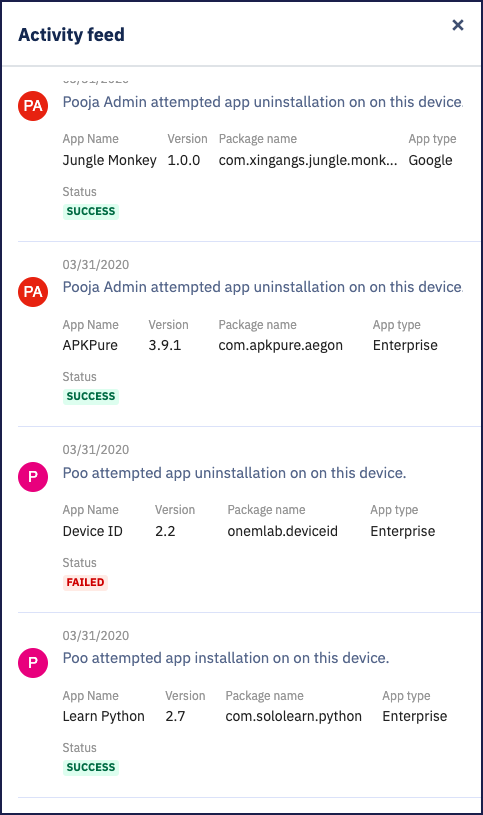 Activity feed
×
03/31/2020
PA
Pooja Admin attempted app uninstallation on on this device.
App Name Version Package name App type
Jungle Monkey 1.0.0 com.xingangs.jungle.monk... Google
Status
SUCCESS
03/31/2020
PA
Pooja Admin attempted app uninstallation on on this device.
App Name Version Package name App type
APKPure 3.9.1 com.apkpure.aegon Enterprise
Status
SUCCESS
03/31/2020
P
Poo attempted app uninstallation on on this device.
App Name Version Package name App type
Device ID 2.2 onemlab.deviceid Enterprise
Status
FAILED
03/31/2020
P
Poo attempted app installation on on this device.
App Name Version Package name App type
Learn Python 2.7 com.sololearn.python Enterprise
Status
SUCCESS